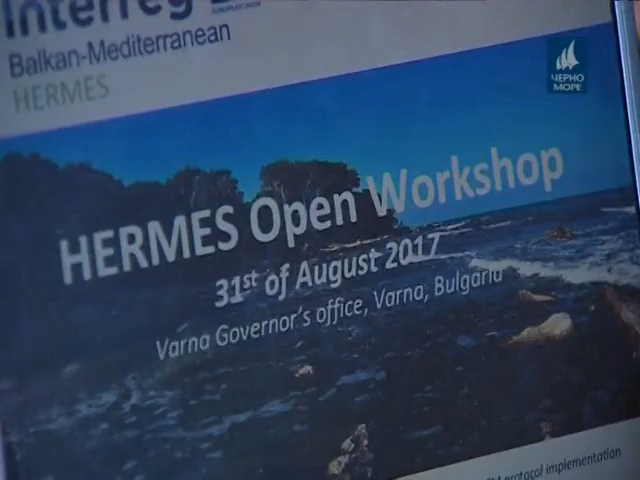 Interreg
Balkan-Mediterranean
HERMES
ЧЕРНО
МОРЕ
HERMES Open Workshop
31st of August 2017
Varna Governor's office, Varna, Bulgaria
protocol implementation